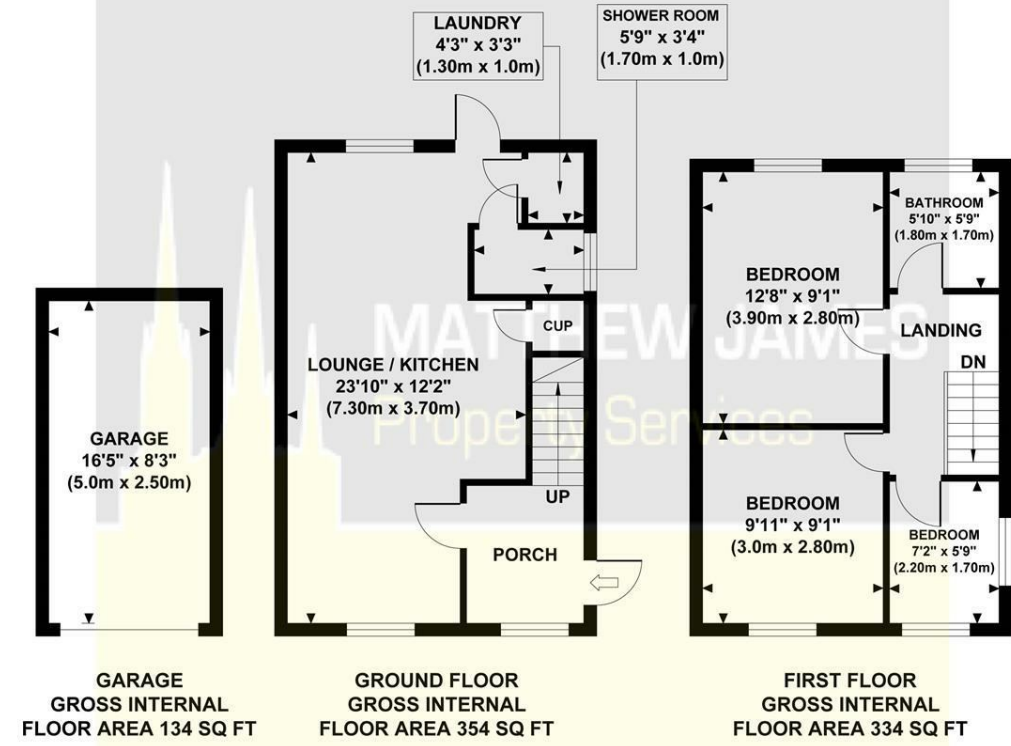 LAUNDRY
4'3" x 3'3"
(1.30m x 1.0m)
SHOWER ROOM
5'9" x 3'4"
(1.70m x 1.0m)
BATHROOM
5'10" x 5'9"
(1.80m x 1.70m)
BEDROOM
12'8" x 9'1"
(3.90m x 2.80m)
MATTHEW JAMES
Property Services
CUP
LANDING
DN
LOUNGE / KITCHEN
23'10" x 12'2"
(7.30m x 3.70m)
GARAGE
16'5" x 8'3"
(5.0m x 2.50m)
UP
PORCH
BEDROOM
9'11" x 9'1"
(3.0m x 2.80m)
BEDROOM
7'2" x 5'9"
(2.20m x 1.70m)
GARAGE
GROSS INTERNAL
FLOOR AREA 134 SQ FT
GROUND FLOOR
GROSS INTERNAL
FLOOR AREA 354 SQ FT
FIRST FLOOR
GROSS INTERNAL
FLOOR AREA 334 SQ FT